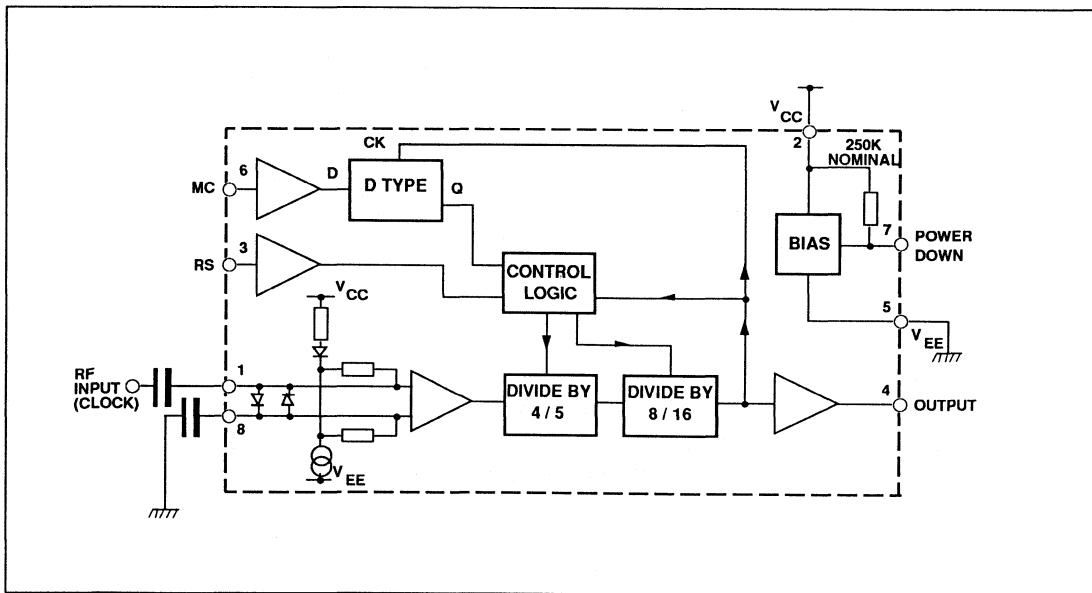 V CC
2
250K
NOMINAL
CK
6
D
D TYPE
Q
MC
7
BIAS
POWER
DOWN
3
RS
CONTROL
LOGIC
V CC
5
V EE
RF
INPUT
(CLOCK)
1
DIVIDE BY
4 / 5
DIVIDE BY
8 / 16
4
OUTPUT
8
V EE